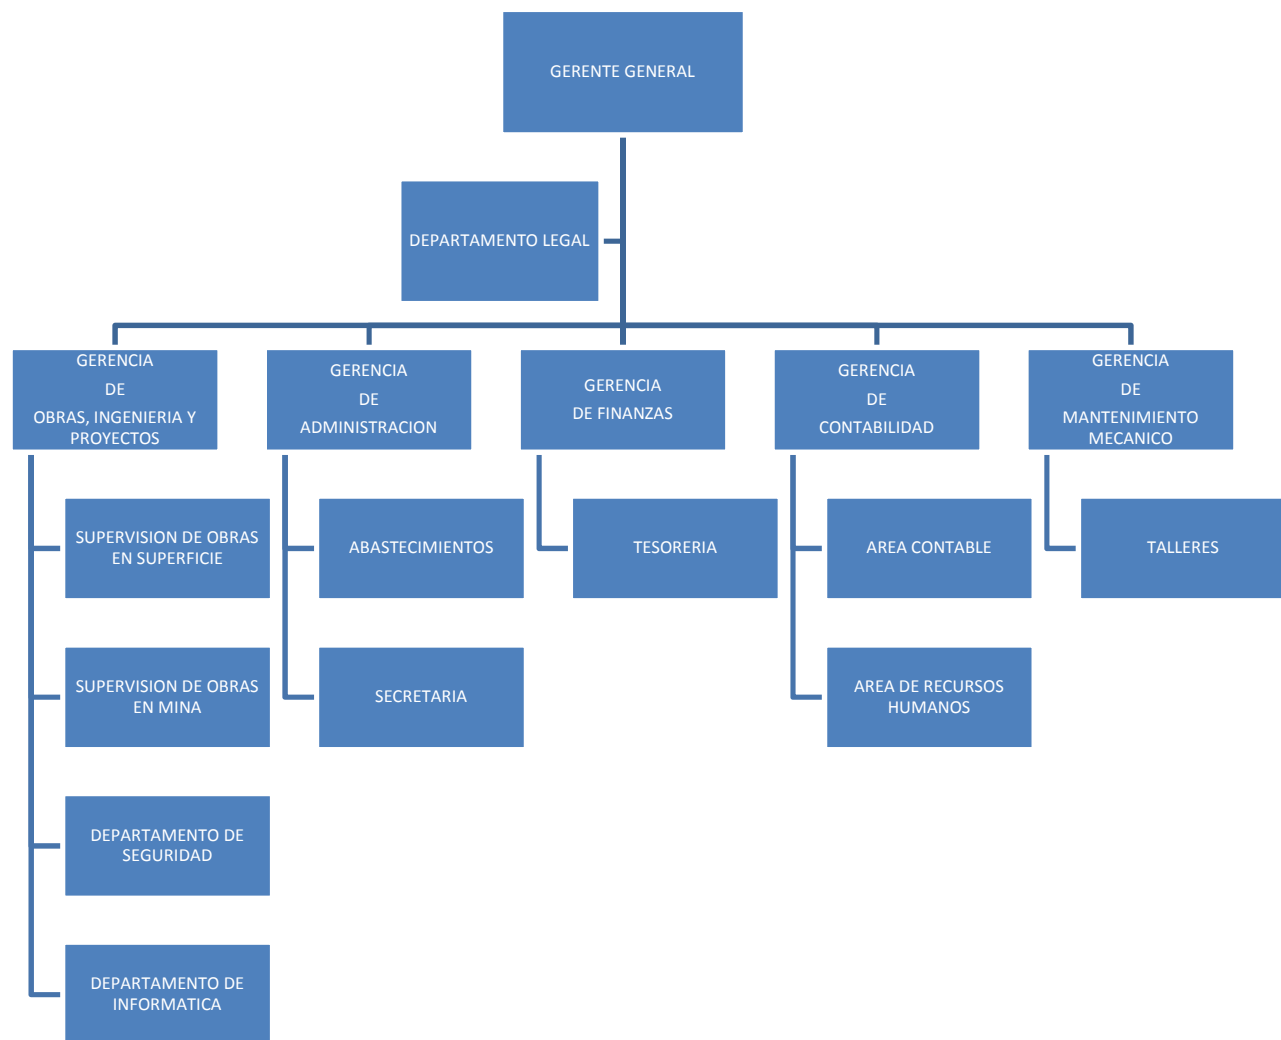 GERENTE GENERAL
DEPARTAMENTO LEGAL
GERENCIA
DE
OBRAS, INGENIERIA Y
PROYECTOS
GERENCIA
DE
ADMINISTRACION
GERENCIA
DE FINANZAS
GERENCIA
DE
CONTABILIDAD
GERENCIA
DE
MANTENIMIENTO
MECANICO
SUPERVISION DE OBRAS
EN SUPERFICIE
ABASTECIMIENTOS
TESORERIA
AREA CONTABLE
TALLERES
SUPERVISION DE OBRAS
EN MINA
SECRETARIA
AREA DE RECURSOS
HUMANOS
DEPARTAMENTO DE
SEGURIDAD
DEPARTAMENTO DE
INFORMATICA